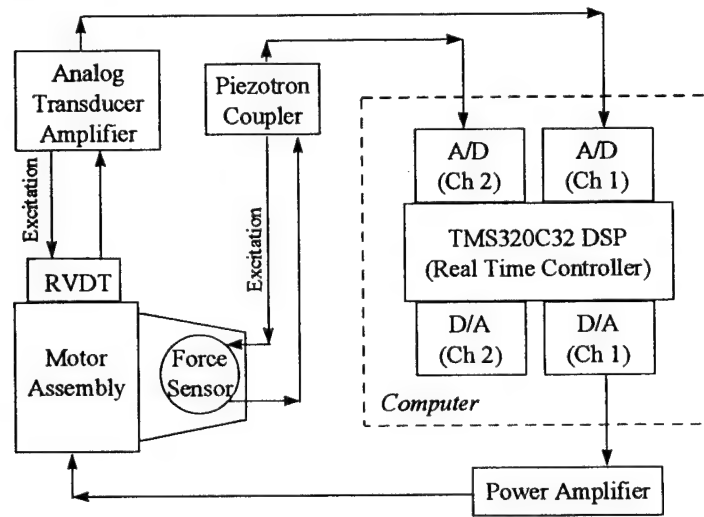 Analog
Transducer
Amplifier
Piezotron
Coupler
Excitation
Excitation
RVDT
Motor
Assembly
Force
Sensor
A/D
(Ch 2)
A/D
(Ch 1)
TMS320C32 DSP
(Real Time Controller)
D/A
(Ch 2)
D/A
(Ch 1)
Computer
Power Amplifier